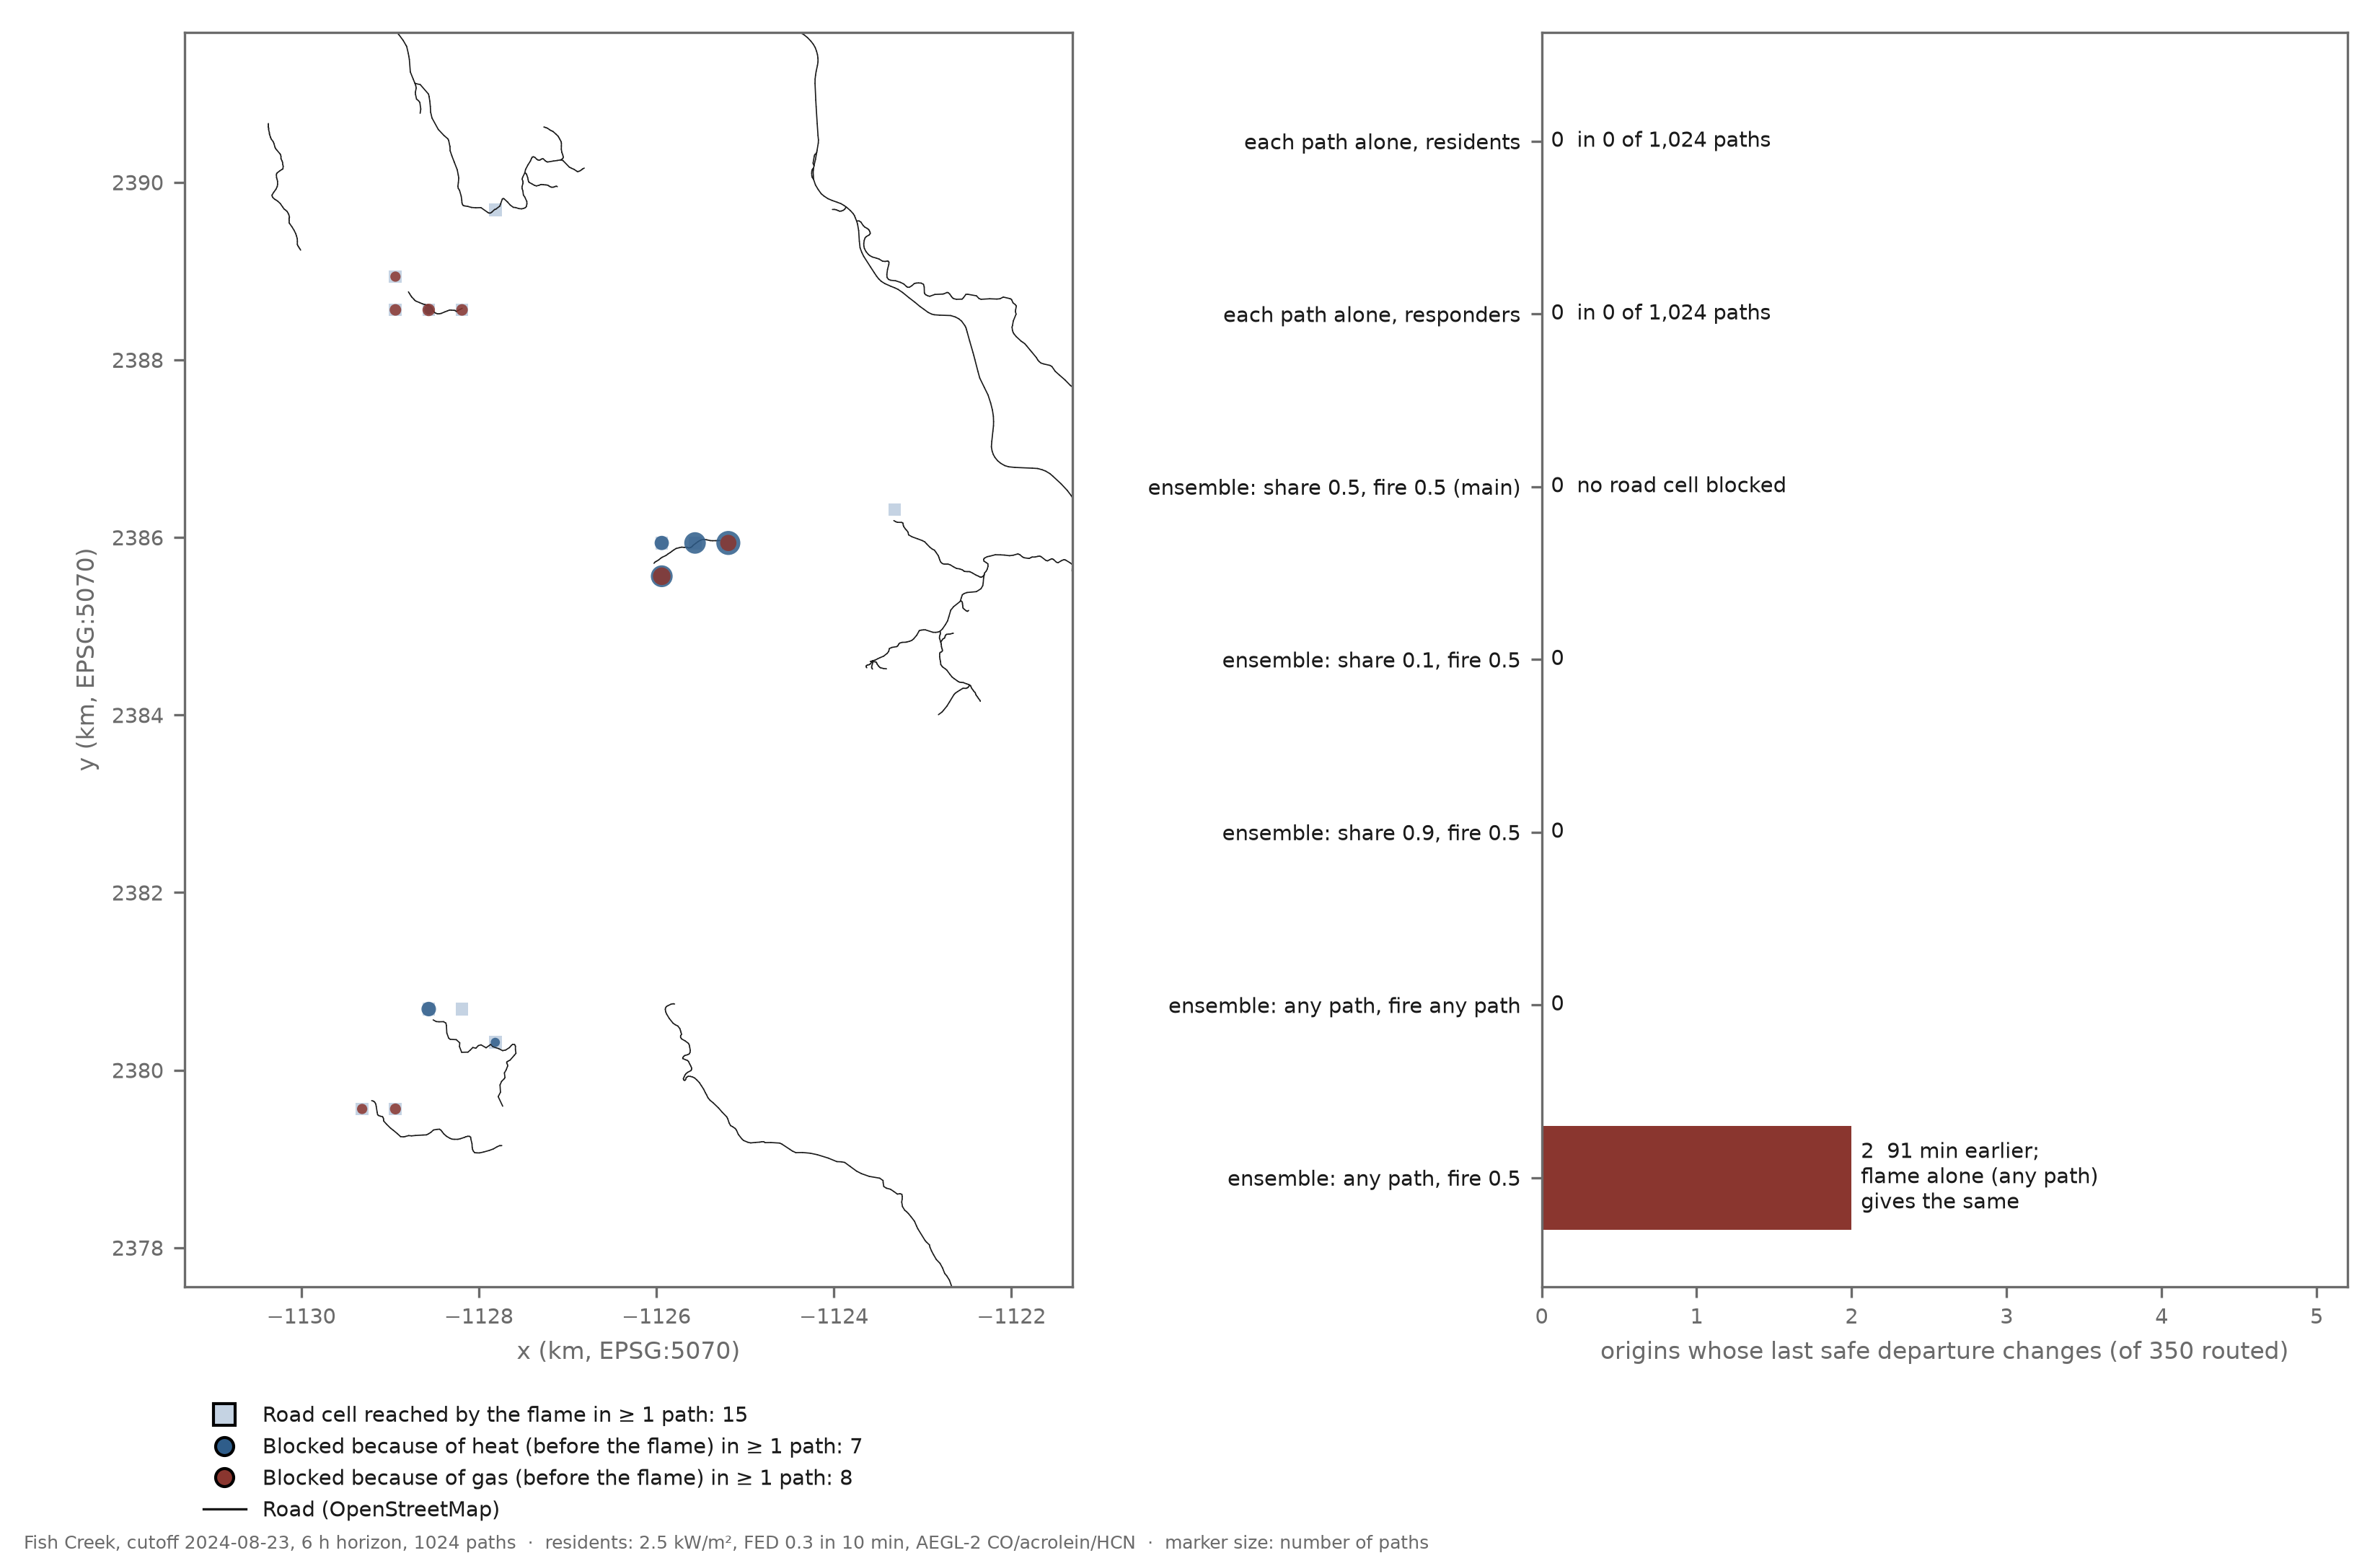 2390
2388
2386
2384
2382
2380
2378
y (km, EPSG:5070)
−1130
−1128
−1126
−1124
−1122
x (km, EPSG:5070)
Road cell reached by the flame in ≥ 1 path: 15
Blocked because of heat (before the flame) in ≥ 1 path: 7
Blocked because of gas (before the flame) in ≥ 1 path: 8
Road (OpenStreetMap)
each path alone, residents
0 in 0 of 1,024 paths
each path alone, responders
0 in 0 of 1,024 paths
ensemble: share 0.5, fire 0.5 (main)
0 no road cell blocked
ensemble: share 0.1, fire 0.5
0
ensemble: share 0.9, fire 0.5
0
ensemble: any path, fire any path
0
ensemble: any path, fire 0.5
2 91 min earlier;
flame alone (any path)
gives the same
0
1
2
3
4
5
origins whose last safe departure changes (of 350 routed)
Fish Creek, cutoff 2024-08-23, 6 h horizon, 1024 paths · residents: 2.5 kW/m², FED 0.3 in 10 min, AEGL-2 CO/acrolein/HCN · marker size: number of paths